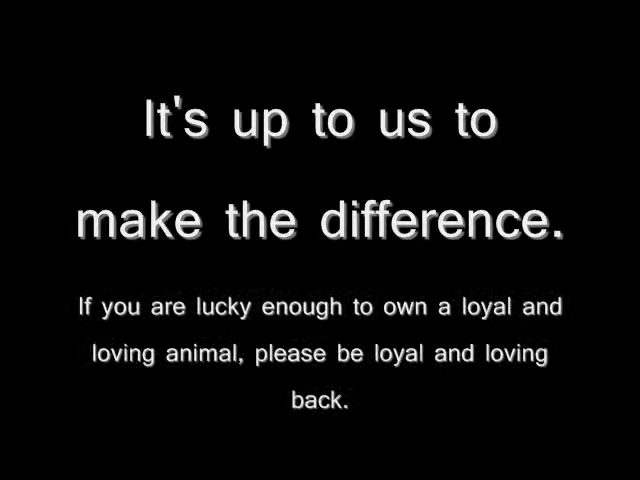 It's up to us to
make the difference.
If you are lucky enough to own a loyal and
loving animal, please be loyal and loving
back.